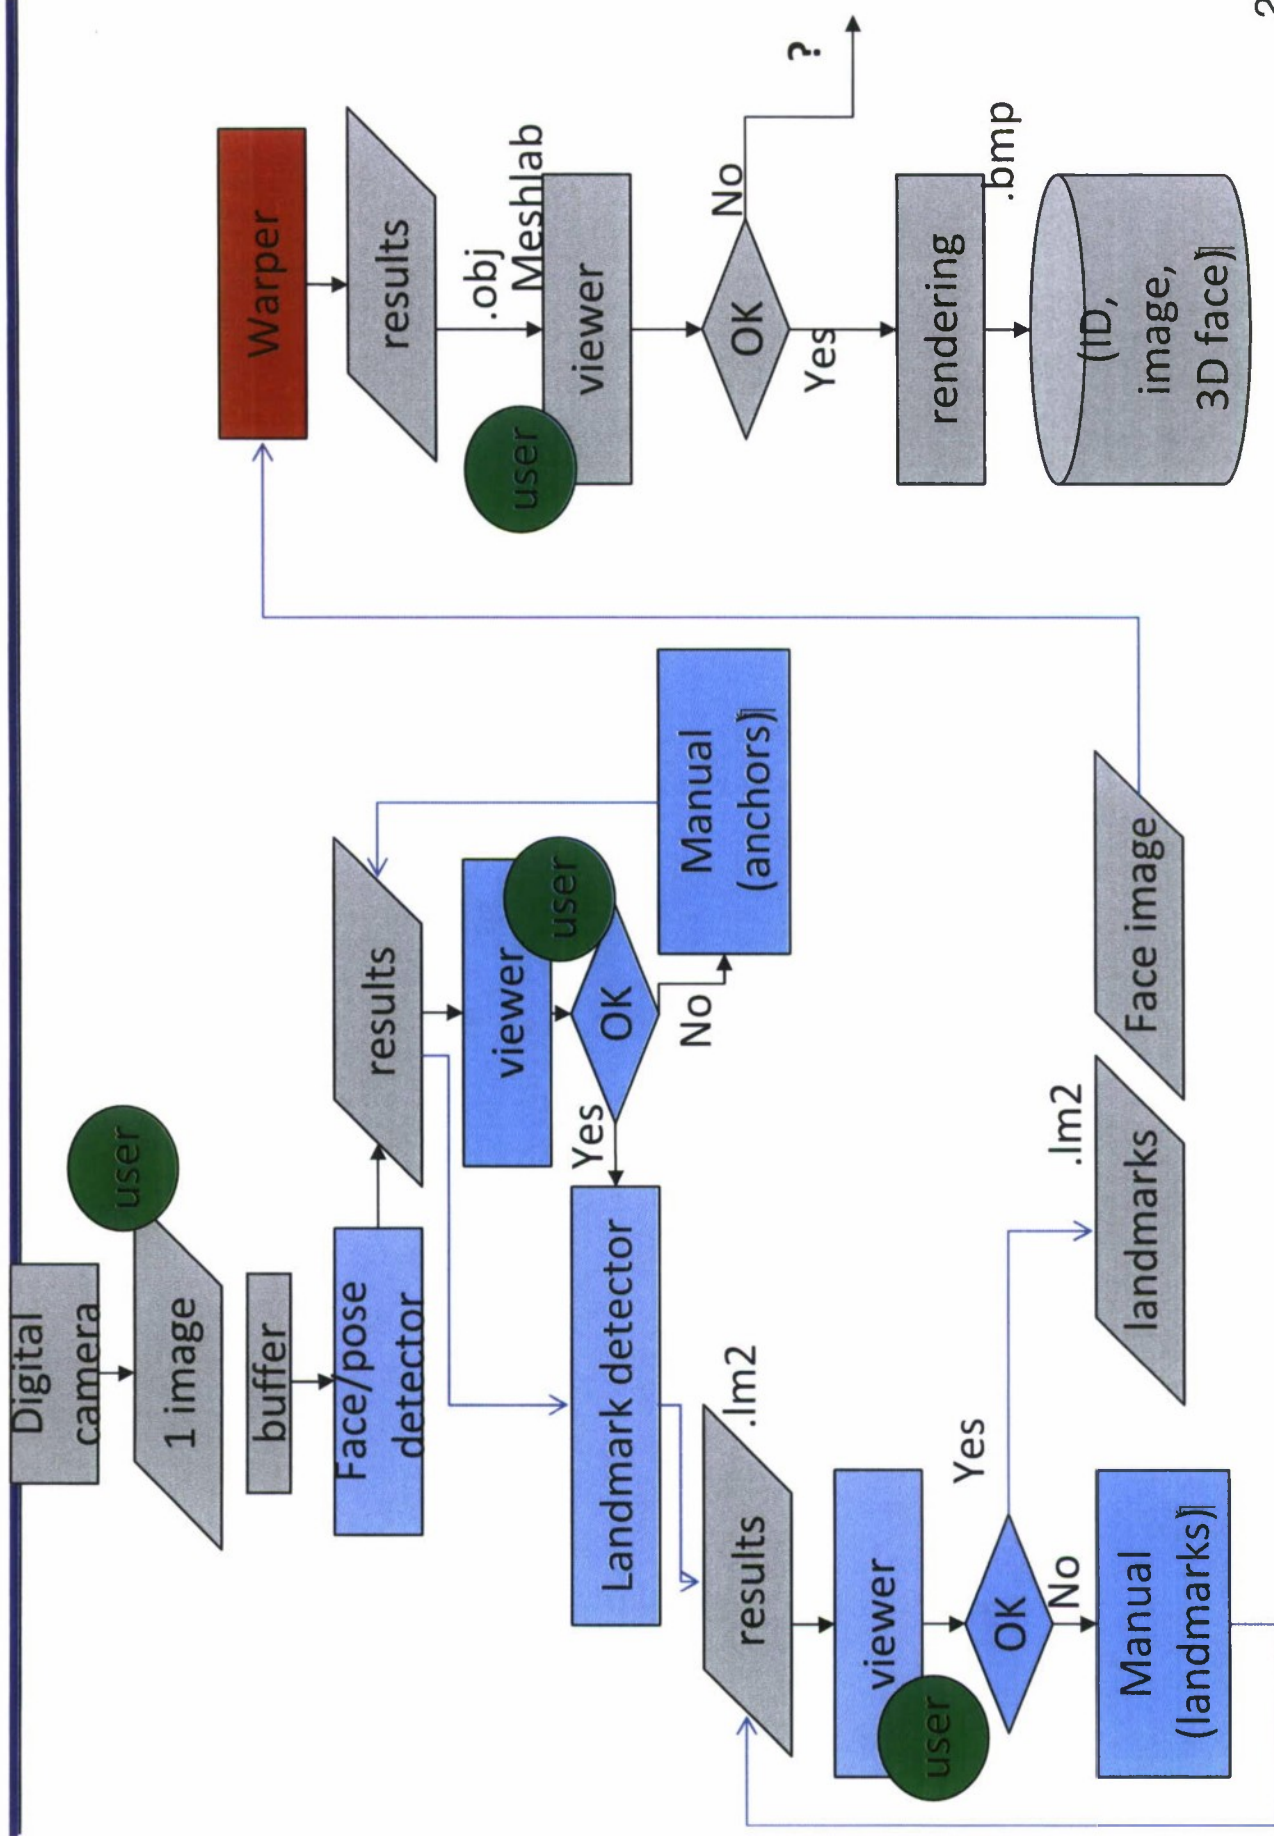 Digital
camera
user
1 image
buffer
Face/pose
detector
results
viewer
user
OK
Yes
No
Manual
(anchors)
Landmark detector
.lm2
results
viewer
user
OK
Yes
No
Manual
(landmarks)
.lm2
landmarks
Face image
Warper
results
.obj
Meshlab
user
viewer
OK
No
?
Yes
rendering
.bmp
(ID,
image,
3D face)
2